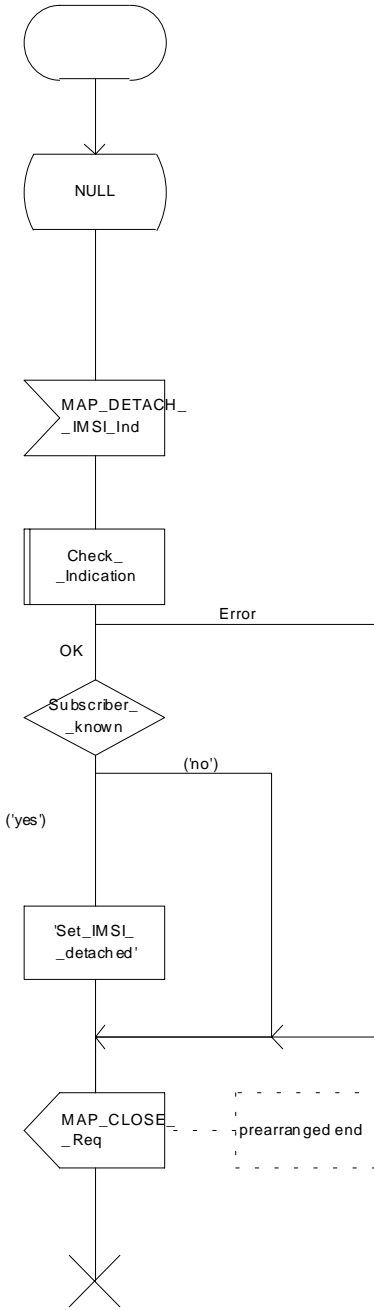 NULL
MAP_DETACH_
_IMSI_Ind
Check_
_Indication
Error
OK
Subscriber_
_known
('no')
('yes')
'Set_IMSI_
_detached'
MAP_CLOSE_
_Req
prearranged end